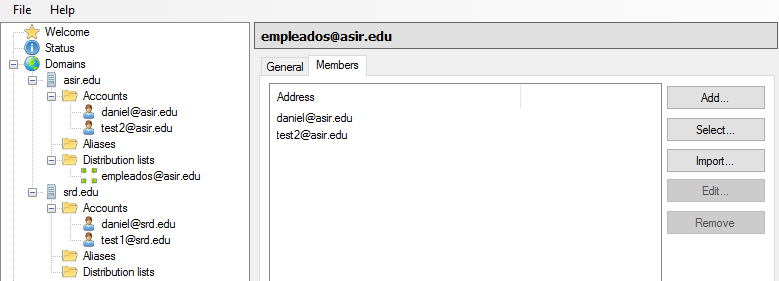 File Help
Welcome
Status
Domains
asir.edu
Accounts
daniel@asir.edu
test2@asir.edu
Aliases
Distribution lists
empleados@asir.edu
srd.edu
Accounts
daniel@srd.edu
test1@srd.edu
Aliases
Distribution lists
empleados@asir.edu
General Members
Address
daniel@asir.edu
test2@asir.edu
Add...
Select...
Import...
Edit...
Remove